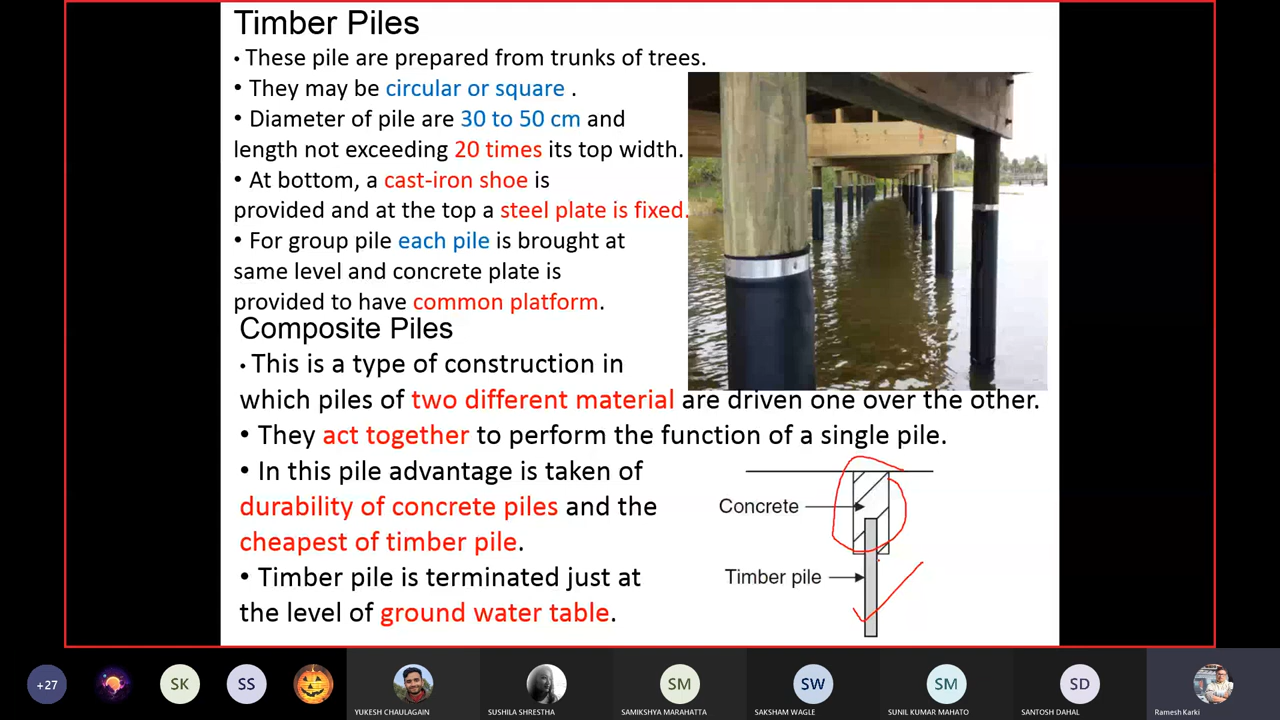 Timber Piles
• These pile are prepared from trunks of trees.
• They may be circular or square .
• Diameter of pile are 30 to 50 cm and
length not exceeding 20 times its top width.
• At bottom, a cast-iron shoe is
provided and at the top a steel plate is fixed.
• For group pile each pile is brought at
same level and concrete plate is
provided to have common platform.
Composite Piles
• This is a type of construction in
which piles of two different material are driven one over the other.
• They act together to perform the function of a single pile.
• In this pile advantage is taken of
durability of concrete piles and the
cheapest of timber pile.
• Timber pile is terminated just at
the level of ground water table.
Concrete
Timber pile
+27
SK
SS
YUKESH CHAULAGAIN
SUSHILA SHRESTHA
SM
SAMIKSHYA MARAHATTA
SW
SAKSHAM WAGLE
SM
SUNIL KUMAR MAHATO
SD
SANTOSH DAHAL
Ramesh Karki